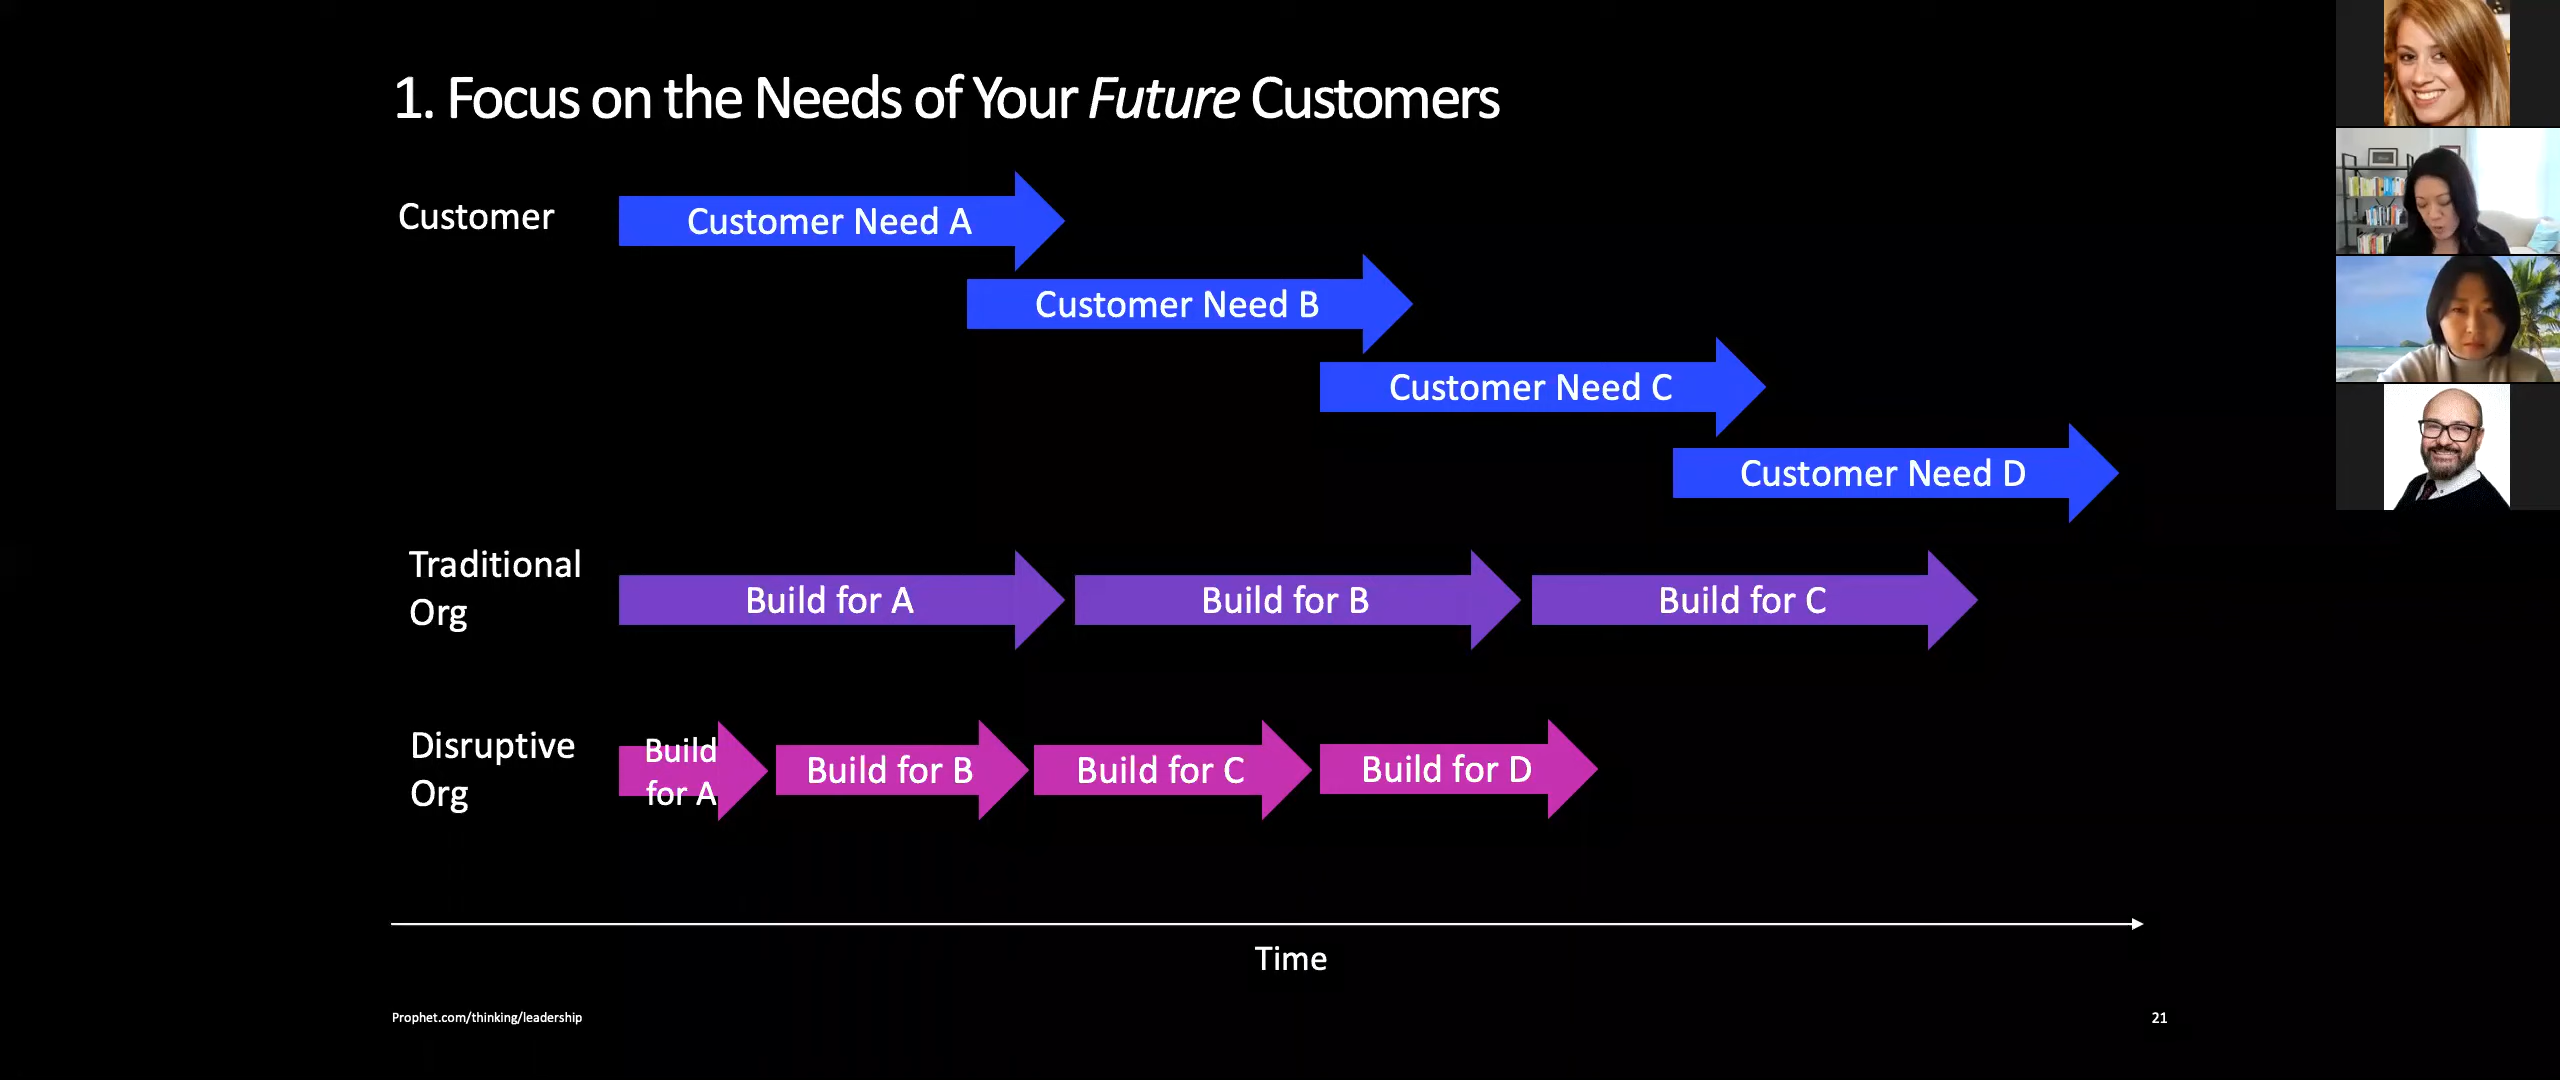 1. Focus on the Needs of Your Future Customers
Customer
Customer Need A
Customer Need B
Customer Need C
Customer Need D
Traditional
Org
Build for A
Build for B
Build for C
Disruptive
Org
Build
for A
Build for B
Build for C
Build for D
Time
Prophet.com/thinking/leadership
21